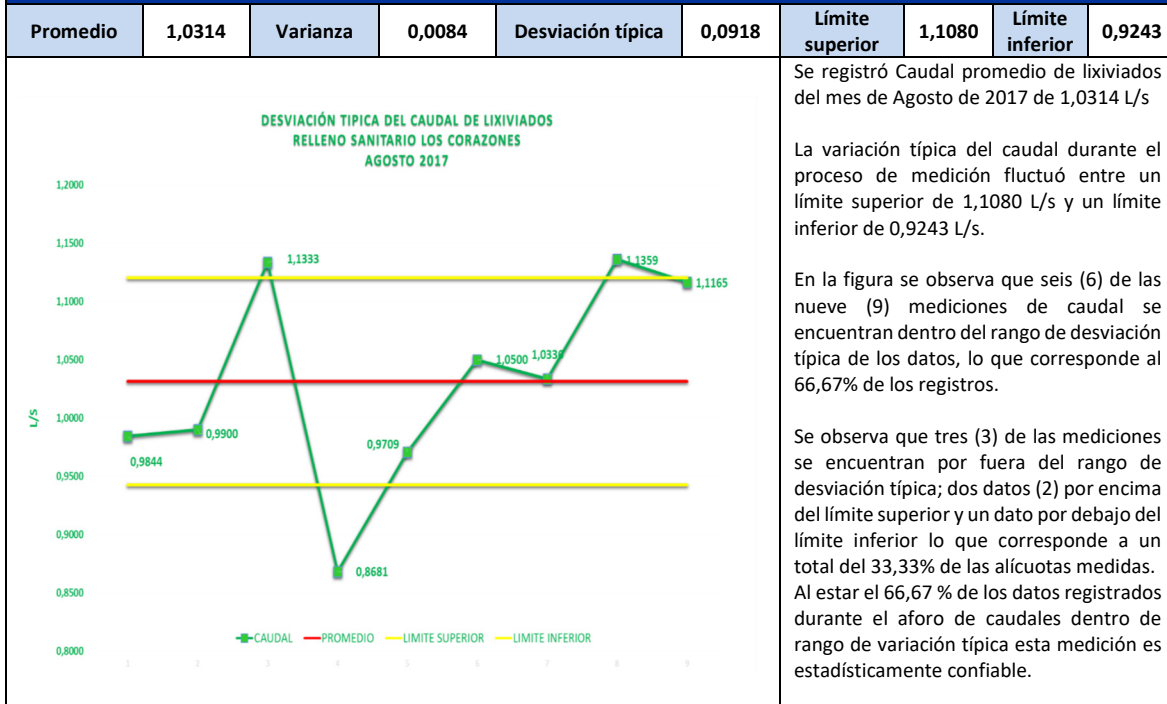 Promedio 1,0314 Varianza 0,0084 Desviación típica 0,0918 Límite superior 1,1080 Límite inferior 0,9243
DESVIACIÓN TIPICA DEL CAUDAL DE LIXIVIADOS
RELLENO SANITARIO LOS CORAZONES
AGOSTO 2017
1,2000
1,1500
1,1000
1,0500
1,0000
0,9500
0,9000
0,8500
0,8000
L/S
0,9844
0,9900
1,1333
0,8681
0,9709
1,0500
1,0336
1,1359
1,1165
CAUDAL PROMEDIO LIMITE SUPERIOR LIMITE INFERIOR
1 2 3 4 5 6 7 8 9
Se registró Caudal promedio de lixiviados
del mes de Agosto de 2017 de 1,0314 L/s
La variación típica del caudal durante el
proceso de medición fluctuó entre un
límite superior de 1,1080 L/s y un límite
inferior de 0,9243 L/s.
En la figura se observa que seis (6) de las
nueve (9) mediciones de caudal se
encuentran dentro del rango de desviación
típica de los datos, lo que corresponde al
66,67% de los registros.
Se observa que tres (3) de las mediciones
se encuentran por fuera del rango de
desviación típica; dos datos (2) por encima
del límite superior y un dato por debajo del
límite inferior lo que corresponde a un
total del 33,33% de las alícuotas medidas.
Al estar el 66,67 % de los datos registrados
durante el aforo de caudales dentro de
rango de variación típica esta medición es
estadísticamente confiable.